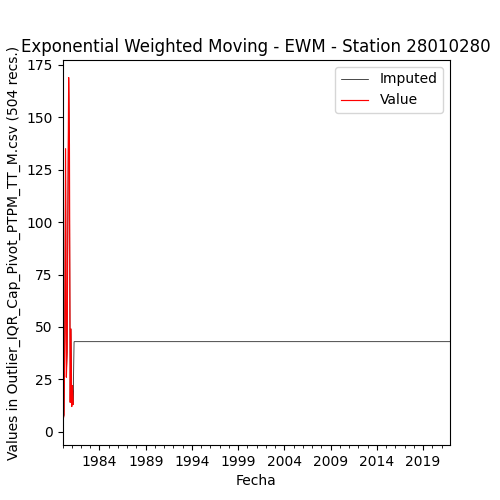 Exponential Weighted Moving - EWM - Station 28010280
Imputed
Value
Values in Outlier_IQR_Cap_Pivot_PTPM_TT_M.csv (504 recs.)
175
150
125
100
75
50
25
0
1984 1989 1994 1999 2004 2009 2014 2019
Fecha